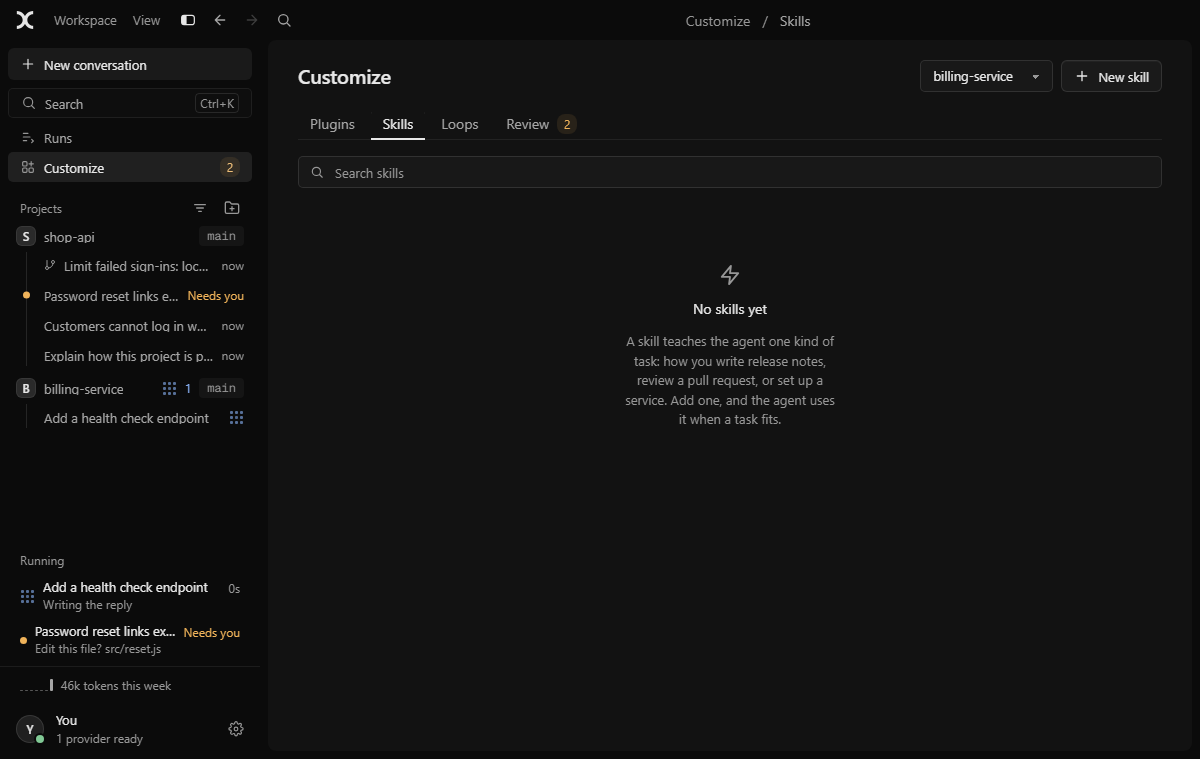 Workspace View
Customize / Skills
New conversation
Search Ctrl+K
Runs
Customize 2
Projects
S shop-api main
Limit failed sign-ins: loc... now
Password reset links e... Needs you
Customers cannot log in w... now
Explain how this project is p... now
B billing-service 1 main
Add a health check endpoint
Running
Add a health check endpoint 0s
Writing the reply
Password reset links ex... Needs you
Edit this file? src/reset.js
46k tokens this week
Y You
1 provider ready
Customize
billing-service
New skill
Plugins Skills Loops Review 2
Search skills
No skills yet
A skill teaches the agent one kind of
task: how you write release notes,
review a pull request, or set up a
service. Add one, and the agent uses
it when a task fits.